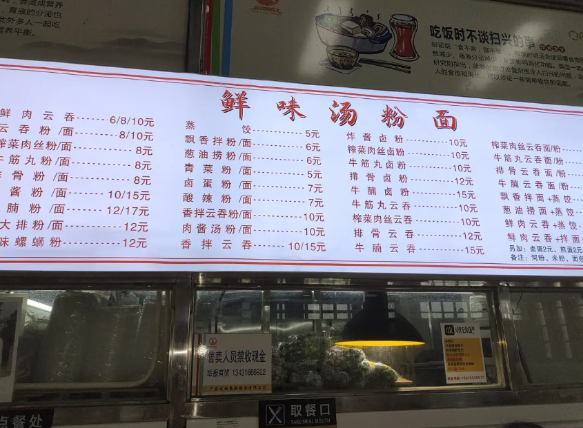 吃饭时不谈扫兴的事
鲜味汤粉面
鲜肉云吞 6/8/10元
云吞粉/面 8/10元
榨菜肉丝粉/面 8元
牛筋丸粉/面 8元
排骨粉/面 8元
酱粉/面 10/15元
腩粉/面 12/17元
大排粉/面 12元
味螺蛳粉 12元
蒸饺 5元
飘香拌粉/面 6元
葱油捞粉/面 6元
青菜粉/面 5元
卤蛋粉/面 7元
酸辣粉/面 7元
香拌云吞粉/面 10元
肉酱汤粉/面 10元
香拌云吞 10/15元
炸酱卤粉 10元
榨菜肉丝卤粉 10元
牛筋丸卤粉 10元
排骨卤粉 12元
牛腩卤粉 15元
牛筋丸云吞 10元
榨菜肉丝云吞 10元
排骨云吞 12元
牛腩云吞 15元
榨菜肉丝云吞面/粉
牛筋丸云吞面/粉
排骨云吞面/粉
牛腩云吞面/粉
飘香拌面+蒸饺
葱油捞面+蒸饺
鲜肉云吞+蒸饺
鲜肉云吞+拌面
售卖人员禁收现金
取餐口
点餐处